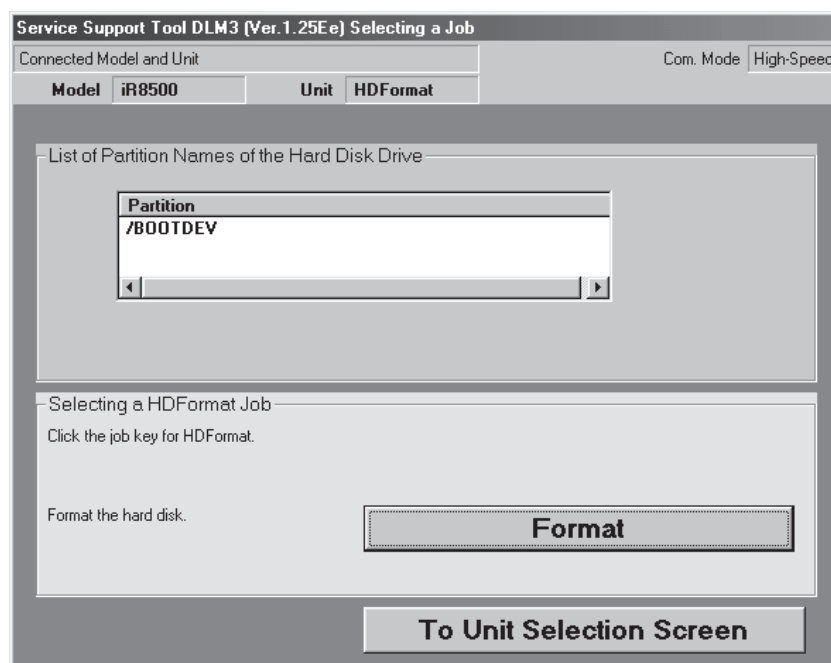 Service Support Tool DLM3 (Ver.1.25Ee) Selecting a Job
Connected Model and Unit Com. Mode High-Speed
Model iR8500 Unit HDFormat
List of Partition Names of the Hard Disk Drive
Partition
/BOOTDEV
Selecting a HDFormat Job
Click the job key for HDFormat.
Format the hard disk. Format
To Unit Selection Screen